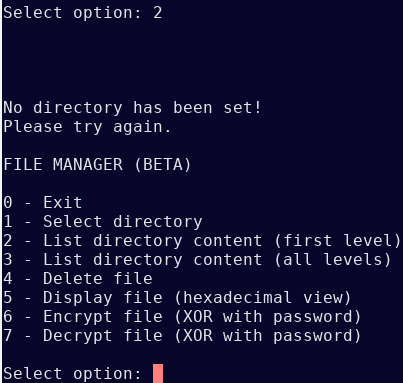 Select option: 2
No directory has been set!
Please try again.
FILE MANAGER (BETA)
0 - Exit
1 - Select directory
2 - List directory content (first level)
3 - List directory content (all levels)
4 - Delete file
5 - Display file (hexadecimal view)
6 - Encrypt file (XOR with password)
7 - Decrypt file (XOR with password)
Select option: